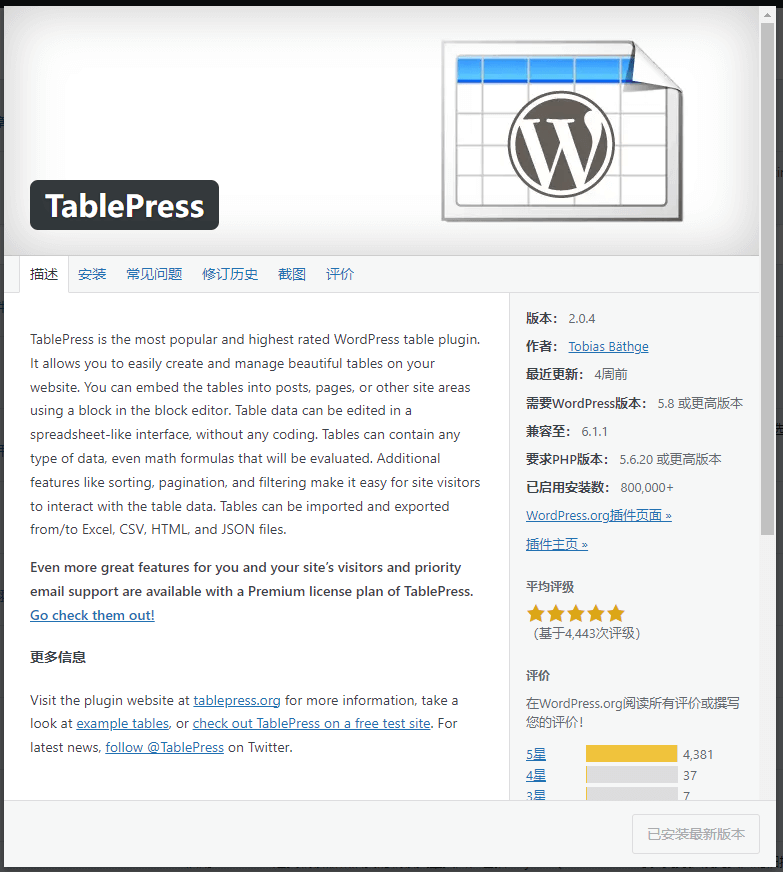 TablePress
描述 安装 常见问题 修订历史 截图 评价
TablePress is the most popular and highest rated WordPress table plugin.
It allows you to easily create and manage beautiful tables on your
website. You can embed the tables into posts, pages, or other site areas
using a block in the block editor. Table data can be edited in a
spreadsheet-like interface, without any coding. Tables can contain any
type of data, even math formulas that will be evaluated. Additional
features like sorting, pagination, and filtering make it easy for site visitors
to interact with the table data. Tables can be imported and exported
from/to Excel, CSV, HTML, and JSON files.
Even more great features for you and your site’s visitors and priority
email support are available with a Premium license plan of TablePress.
Go check them out!
更多信息
Visit the plugin website at tablepress.org for more information, take a
look at example tables, or check out TablePress on a free test site. For
latest news, follow @TablePress on Twitter.
版本： 2.0.4
作者： Tobias Bäthge
最近更新： 4周前
需要WordPress版本： 5.8 或更高版本
兼容至： 6.1.1
要求PHP版本： 5.6.20 或更高版本
已启用安装数： 800,000+
WordPress.org插件页面 »
插件主页 »
平均评级
（基于4,443次评级）
评价
在WordPress.org阅读所有评价或撰写
您的评价！
5星 4,381
4星 37
3星 7
已安装最新版本